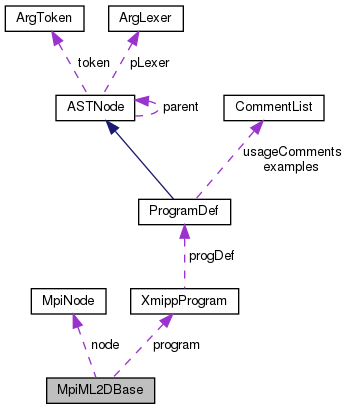 ArgToken
ArgLexer
token
pLexer
ASTNode
parent
CommentList
usageComments
examples
ProgramDef
progDef
MpiNode
XmippProgram
node
program
MpiML2DBase